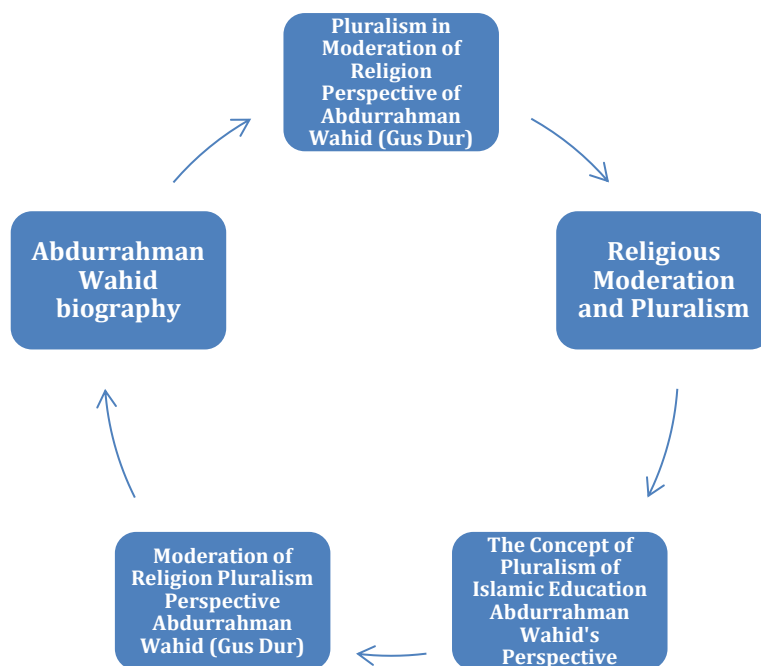 Pluralism in
Moderation of
Religion
Perspective of
Abdurrahman
Wahid (Gus Dur)
Religious
Moderation
and Pluralism
The Concept of
Pluralism of
Islamic Education
Abdurrahman
Wahid's
Perspective
Moderation of
Religion Pluralism
Perspective
Abdurrahman
Wahid (Gus Dur)
Abdurrahman
Wahid
biography